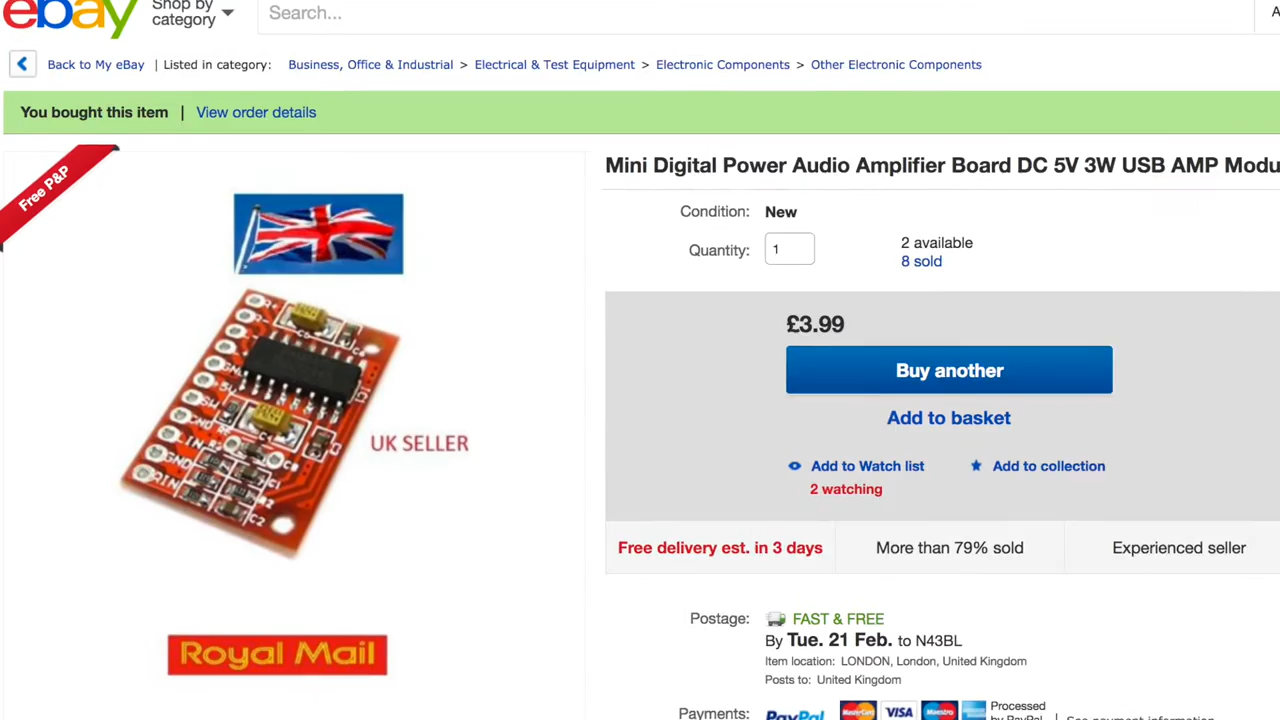 ebay
Shop by
category
Search...
Back to My eBay | Listed in category: Business, Office & Industrial > Electrical & Test Equipment > Electronic Components > Other Electronic Components
You bought this item | View order details
Free P&P
Mini Digital Power Audio Amplifier Board DC 5V 3W USB AMP Modu
Condition: New
Quantity: 1
2 available
8 sold
£3.99
Buy another
Add to basket
Add to Watch list
Add to collection
2 watching
UK SELLER
Free delivery est. in 3 days
More than 79% sold
Experienced seller
Royal Mail
Postage: FAST & FREE
By Tue. 21 Feb. to N43BL
Item location: LONDON, London, United Kingdom
Posts to: United Kingdom
Payments: PayPal MasterCard VISA Maestro
Processed
by PayPal | See payment information